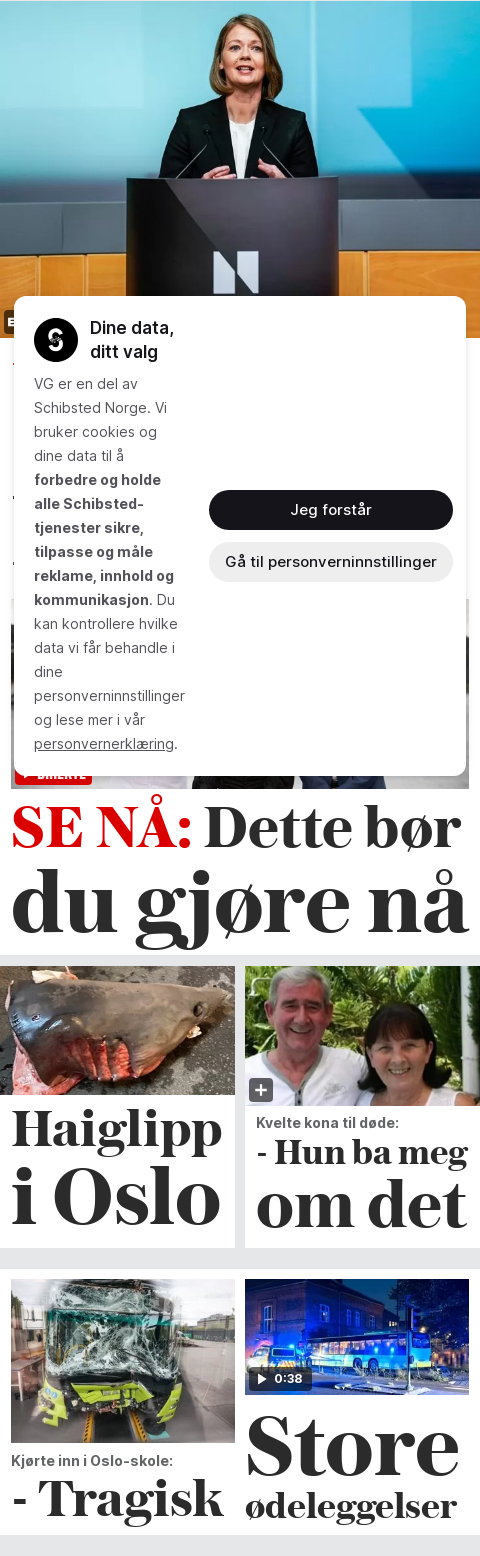 Dine data,
ditt valg
VG er en del av
Schibsted Norge. Vi
bruker cookies og
dine data til å
forbedre og holde
alle Schibsted-
tjenester sikre,
tilpasse og måle
reklame, innhold og
kommunikasjon. Du
kan kontrollere hvilke
data vi får behandle i
dine
personverninnstillinger
og lese mer i vår
personvernerklæring.
Jeg forstår
Gå til personverninnstillinger
DIREKTE
SE NÅ: Dette bør
du gjøre nå
Haiglipp
i Oslo
Kvelte kona til døde:
- Hun ba meg
om det
Kjørte inn i Oslo-skole:
- Tragisk
0:38
Store
ødeleggelser